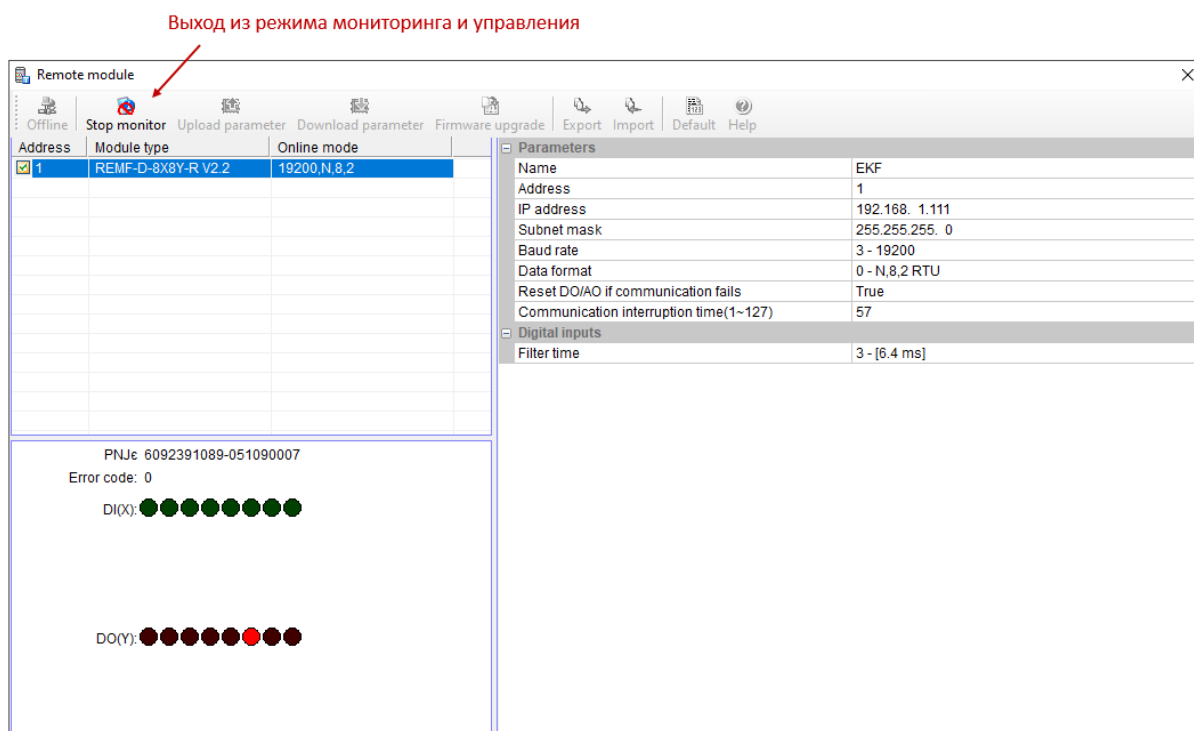 Выход из режима мониторинга и управления
Remote module
Offline Stop monitor Upload parameter Download parameter Firmware upgrade Export Import Default Help
Address Module type Online mode
1 REMF-D-8X8Y-R V2.2 19200,N,8,2
Parameters
Name EKF
Address 1
IP address 192.168. 1.111
Subnet mask 255.255.255. 0
Baud rate 3 - 19200
Data format 0 - N,8,2 RTU
Reset DO/AO if communication fails True
Communication interruption time(1~127) 57
Digital inputs
Filter time 3 - [6.4 ms]
PNЈє 6092391089-051090007
Error code: 0
DI(X):
DO(Y):